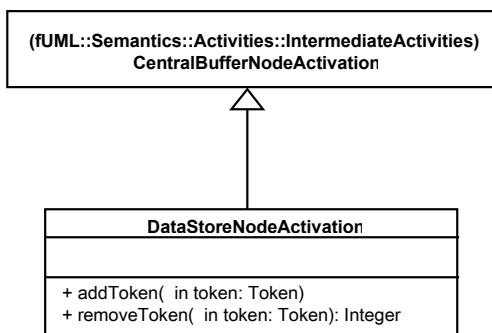 (fUML::Semantics::Activities::IntermediateActivities)
CentralBufferNodeActivation
DataStoreNodeActivation
+ addToken( in token: Token)
+ removeToken( in token: Token): Integer